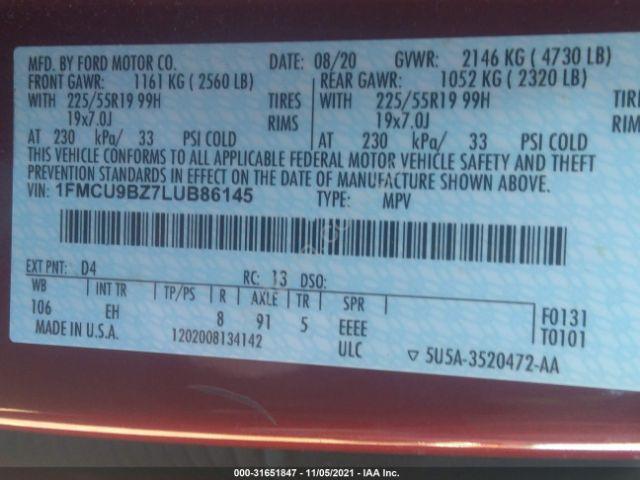 MFD. BY FORD MOTOR CO. DATE: 08/20 GVWR: 2146 KG ( 4730 LB)
FRONT GAWR: 1161 KG ( 2560 LB) REAR GAWR: 1052 KG ( 2320 LB)
WITH 225/55R19 99H TIRES WITH 225/55R19 99H TIRE
19x7.0J RIMS 19x7.0J RIMS
AT 230 kPa/ 33 PSI COLD AT 230 kPa/ 33 PSI COLD
THIS VEHICLE CONFORMS TO ALL APPLICABLE FEDERAL MOTOR VEHICLE SAFETY AND THEFT
PREVENTION STANDARDS IN EFFECT ON THE DATE OF MANUFACTURE SHOWN ABOVE.
VIN: 1FMCU9BZ7LUB86145 TYPE: MPV
EXT PNT: D4 RC: 13 DSO:
WB INT TR TP/PS R AXLE TR SPR
106 EH 8 91 5 EEEE F0131
MADE IN U.S.A. 1202008134142 ULC T0101
▽ 5U5A-3520472-AA
000-31651847 - 11/05/2021 - IAA Inc.